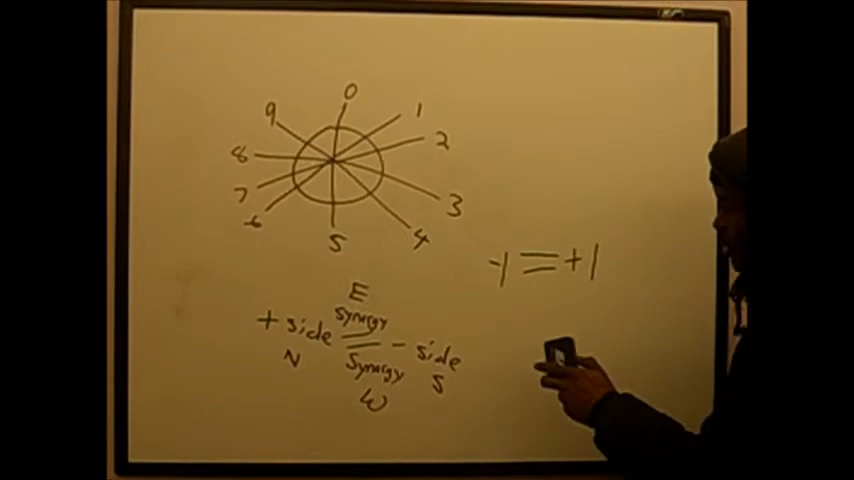 0
9 1
8 2
7 3
6 4
5
-1 = +1
E
synergy
+ side = - side
N synergy S
W